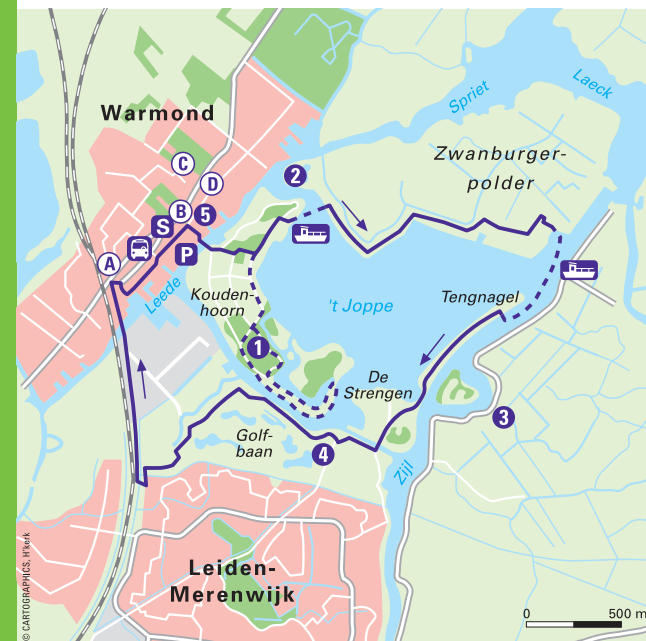 Warmond
Spriet
Laeck
Zwanburger-
polder
C
D
2
B
5
S
P
A
Leede
Kouden-
hoorn
't Joppe
Tengnagel
1
De
Strengen
3
Golf-
baan
4
Zijl
Leiden-
Merenwijk
0 500 m
© CARTOGRAPHICS, H'kerk